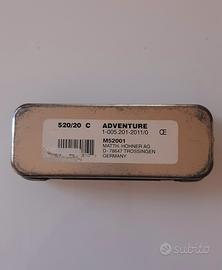 520/20 C ADVENTURE
1-005.201-2011/0 CE
M52001
MATTH. HOHNER AG
D-78647 TROSSINGEN
GERMANY
subito